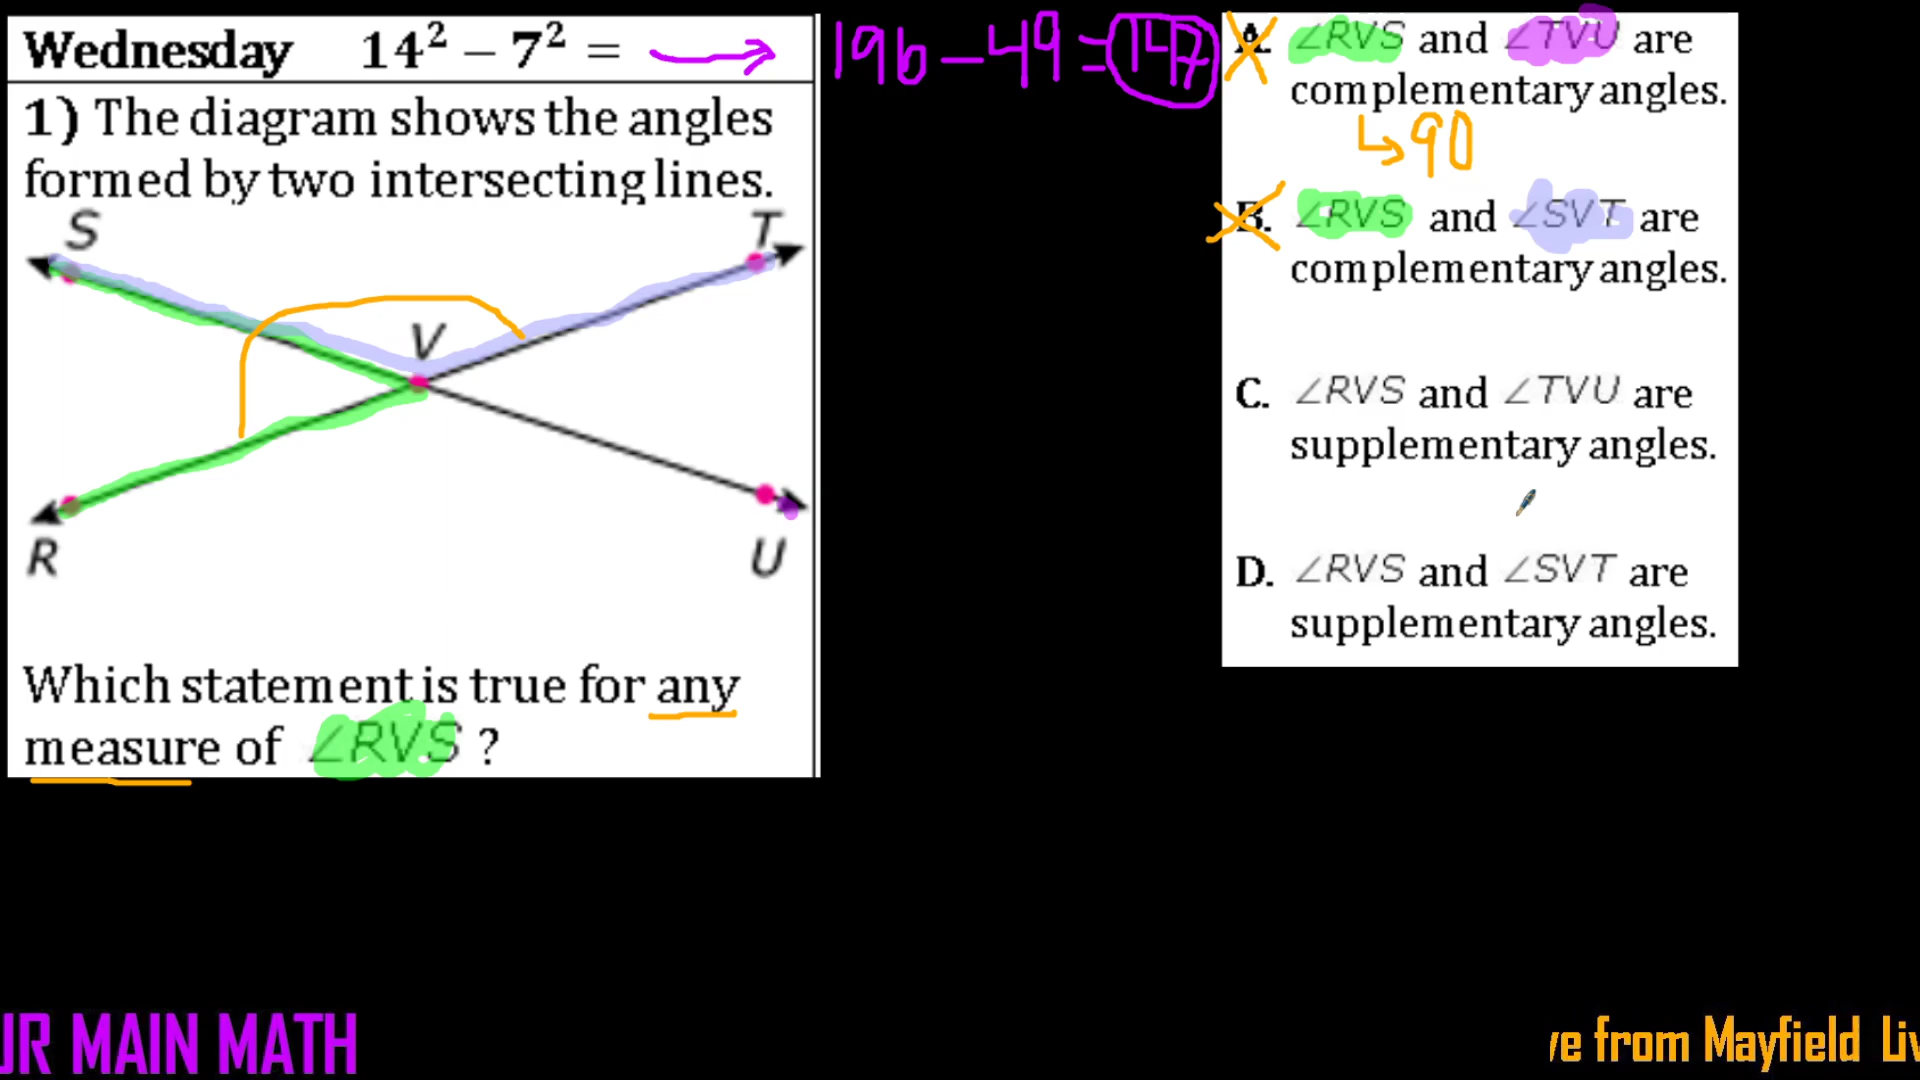 Wednesday 14² – 7² =
196 – 49 = 147
1) The diagram shows the angles
formed by two intersecting lines.
S
T
V
R
U
Which statement is true for any
measure of ∠RVS ?
A. ∠RVS and ∠TVU are
complementary angles.
↳ 90
B. ∠RVS and ∠SVT are
complementary angles.
C. ∠RVS and ∠TVU are
supplementary angles.
D. ∠RVS and ∠SVT are
supplementary angles.
UR MAIN MATH
e from Mayfield Liv